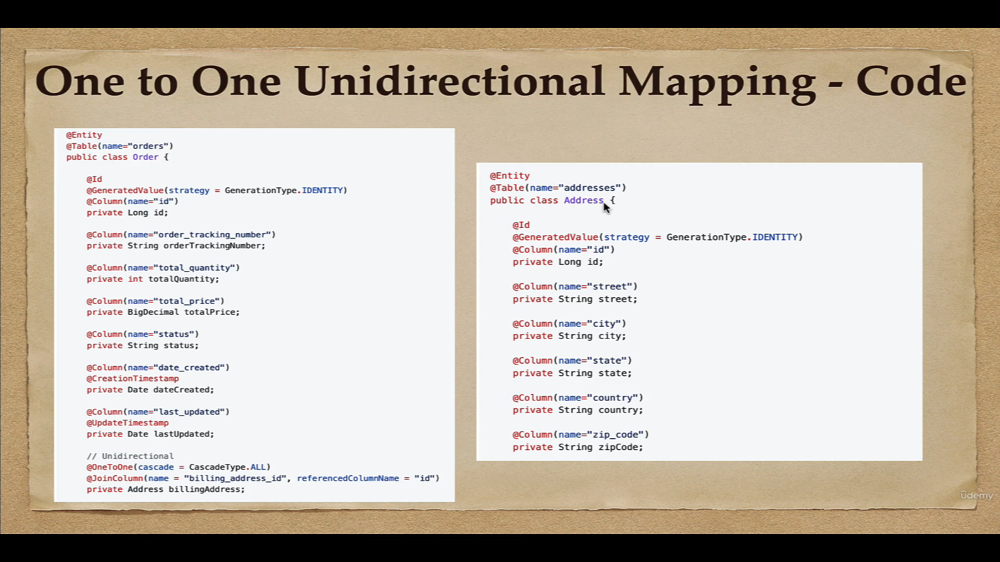 One to One Unidirectional Mapping - Code
@Entity
@Table(name="orders")
public class Order {
@Id
@GeneratedValue(strategy = GenerationType.IDENTITY)
@Column(name="id")
private Long id;
@Column(name="order_tracking_number")
private String orderTrackingNumber;
@Column(name="total_quantity")
private int totalQuantity;
@Column(name="total_price")
private BigDecimal totalPrice;
@Column(name="status")
private String status;
@Column(name="date_created")
@CreationTimestamp
private Date dateCreated;
@Column(name="last_updated")
@UpdateTimestamp
private Date lastUpdated;
// Unidirectional
@OneToOne(cascade = CascadeType.ALL)
@JoinColumn(name = "billing_address_id", referencedColumnName = "id")
private Address billingAddress;
@Entity
@Table(name="addresses")
public class Address {
@Id
@GeneratedValue(strategy = GenerationType.IDENTITY)
@Column(name="id")
private Long id;
@Column(name="street")
private String street;
@Column(name="city")
private String city;
@Column(name="state")
private String state;
@Column(name="country")
private String country;
@Column(name="zip_code")
private String zipCode;
ûdemy